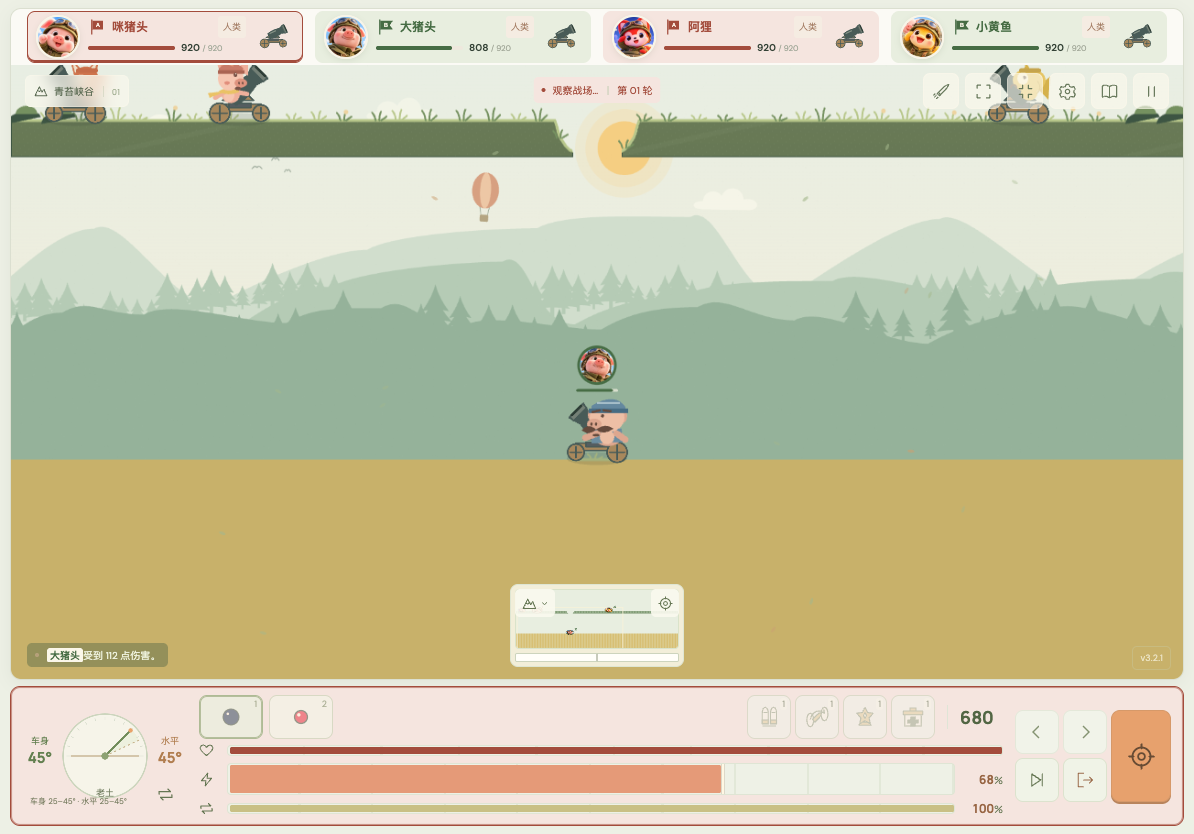 咪猪头 人类
920 / 920
大猪头 人类
808 / 920
阿狸 人类
920 / 920
小黄鱼 人类
920 / 920
青苔峡谷 01
观察战场... 第 01 轮
大猪头受到 112 点伤害。
v3.2.1
车身
45°
水平
45°
老土
车身 25–45° · 水平 25–45°
1
2
1
1
1
1
680
68%
100%